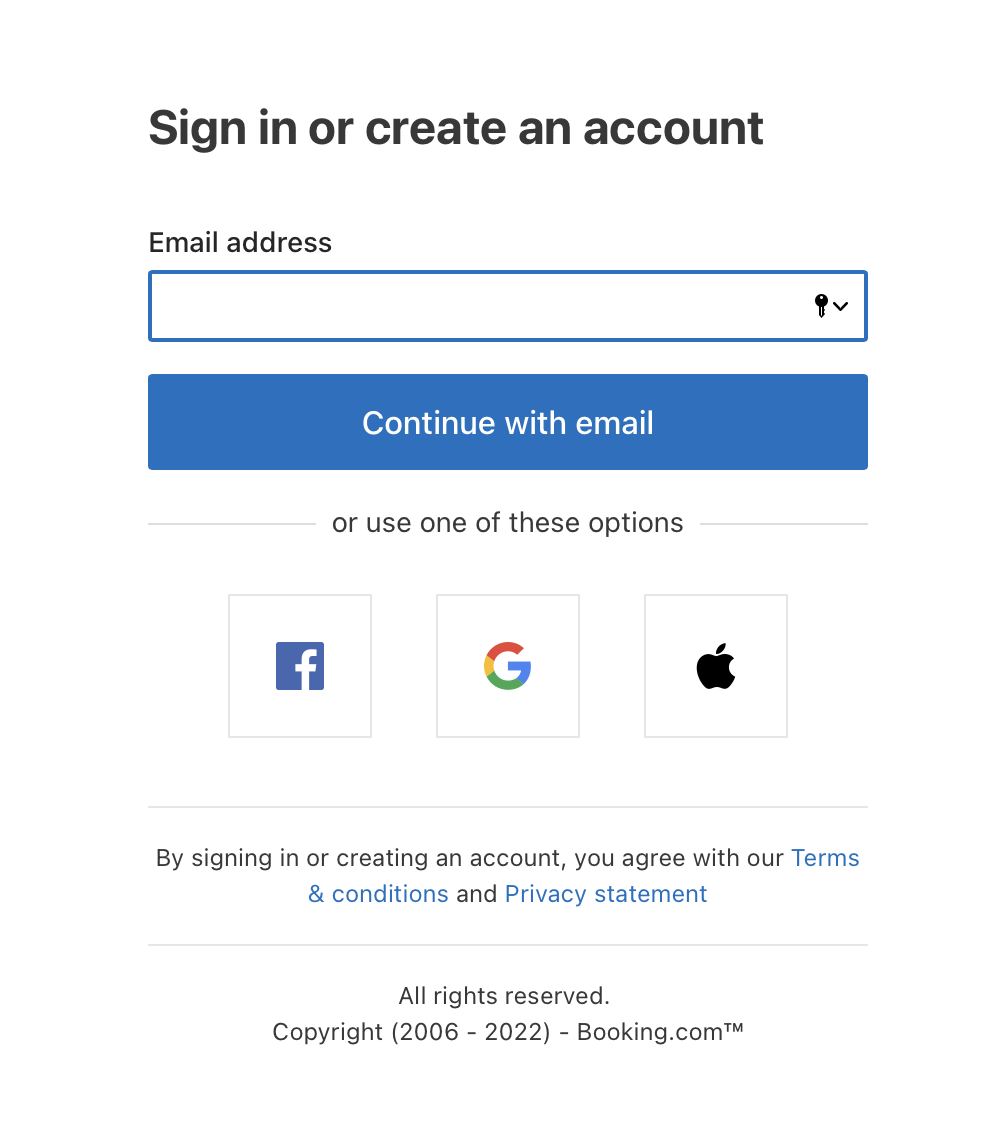 Sign in or create an account
Email address
Continue with email
or use one of these options
By signing in or creating an account, you agree with our Terms
& conditions and Privacy statement
All rights reserved.
Copyright (2006 - 2022) - Booking.com™